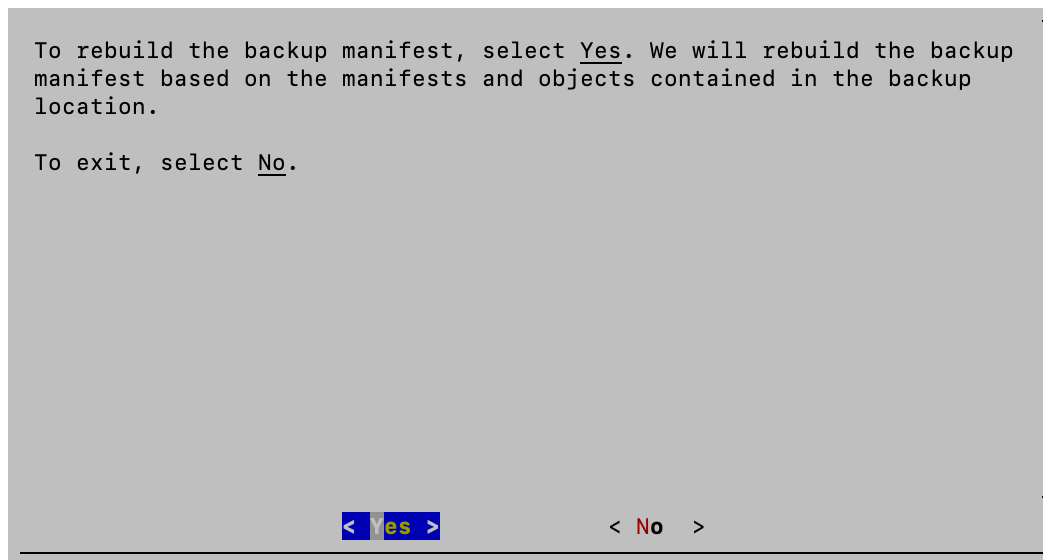 To rebuild the backup manifest, select Yes. We will rebuild the backup
manifest based on the manifests and objects contained in the backup
location.
To exit, select No.
< Yes > < No >